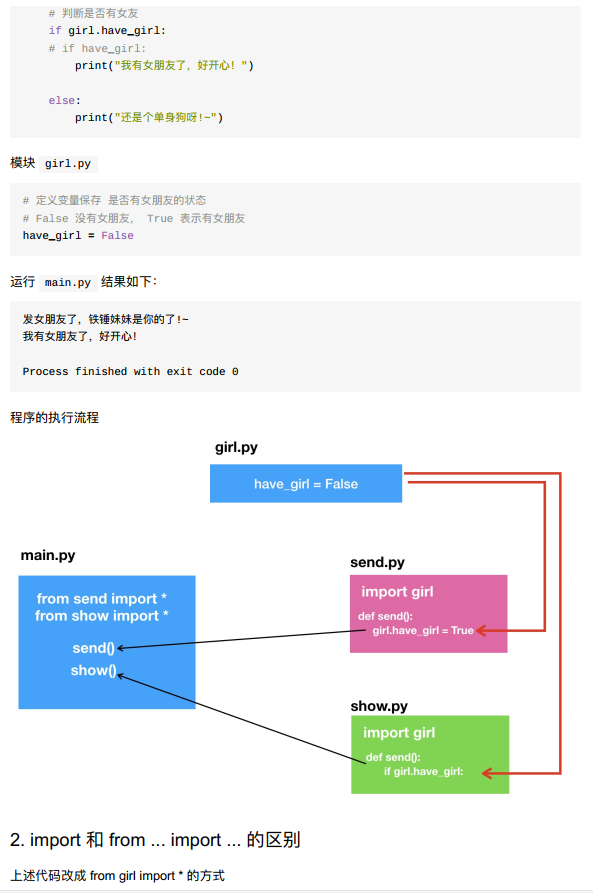 # 判断是否有女友
if girl.have_girl:
# if have_girl:
print("我有女朋友了，好开心！")
else:
print("还是个单身狗呀!~")
模块 girl.py
# 定义变量保存 是否有女朋友的状态
# False 没有女朋友， True 表示有女朋友
have_girl = False
运行 main.py 结果如下：
发女朋友了，铁锤妹妹是你的了!~
我有女朋友了，好开心！
Process finished with exit code 0
程序的执行流程
girl.py
have_girl = False
main.py
from send import *
from show import *
send()
show()
send.py
import girl
def send():
girl.have_girl = True
show.py
import girl
def send():
if girl.have_girl:
2. import 和 from ... import ... 的区别
上述代码改成 from girl import * 的方式